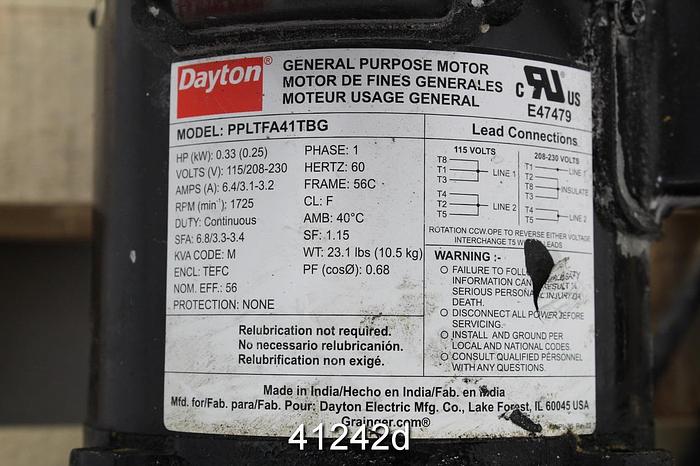 Dayton®
GENERAL PURPOSE MOTOR
MOTOR DE FINES GENERALES
MOTEUR USAGE GENERAL
C RU US
E47479
MODEL: PPLTFA41TBG
HP (kW): 0.33 (0.25)
VOLTS (V): 115/208-230
AMPS (A): 6.4/3.1-3.2
RPM (min⁻¹): 1725
DUTY: Continuous
SFA: 6.8/3.3-3.4
KVA CODE: M
ENCL: TEFC
NOM. EFF.: 56
PROTECTION: NONE
PHASE: 1
HERTZ: 60
FRAME: 56C
CL: F
AMB: 40°C
SF: 1.15
WT: 23.1 lbs (10.5 kg)
PF (cosØ): 0.68
Lead Connections
115 VOLTS
T8
T1
T3
LINE 1
T4
T2
T5
LINE 2
208-230 VOLTS
T1
LINE 1
T2
T8
T3
INSULATE
T4
T5
LINE 2
ROTATION CCW.OPE TO REVERSE EITHER VOLTAGE
INTERCHANGE T5 LEADS
WARNING :-
FAILURE TO
INFORMATION CAN RESULT IN
SERIOUS PERSONAL INJURY OR
DEATH.
DISCONNECT ALL POWER BEFORE
SERVICING.
INSTALL AND GROUND PER
LOCAL AND NATIONAL CODES.
CONSULT QUALIFIED PERSONNEL
WITH ANY QUESTIONS.
Relubrication not required.
No necessario relubricanión.
Relubrification non exigé.
Made in India/Hecho en India/Fab. en India
Mfd. for/Fab. para/Fab. Pour: Dayton Electric Mfg. Co., Lake Forest, IL 60045 USA
Grainger.com®
41242d